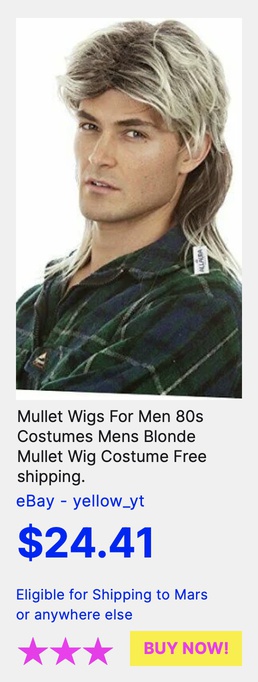 ALLAURA
Mullet Wigs For Men 80s
Costumes Mens Blonde
Mullet Wig Costume Free
shipping.
eBay - yellow_yt
$24.41
Eligible for Shipping to Mars
or anywhere else
BUY NOW!